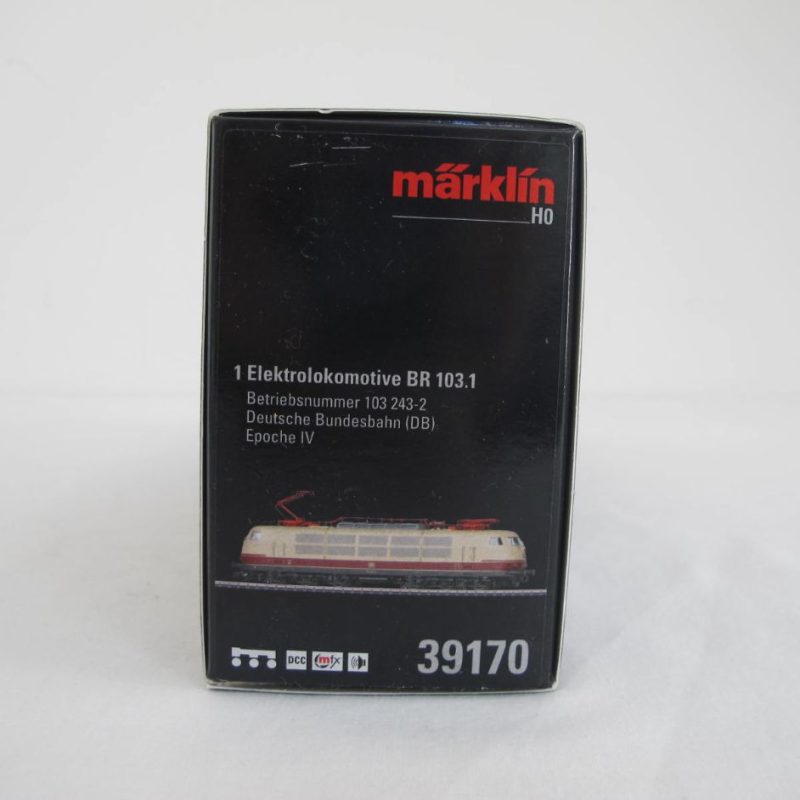 märklin
H0
1 Elektrolokomotive BR 103.1
Betriebsnummer 103 243-2
Deutsche Bundesbahn (DB)
Epoche IV
DCC mfx
39170